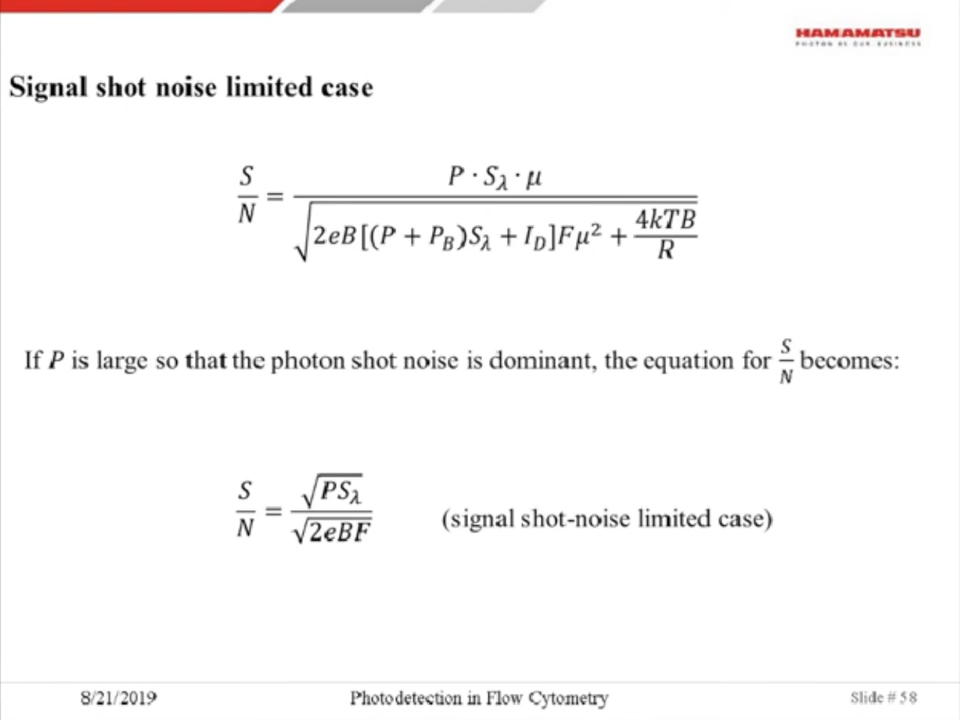 HAMAMATSU
PHOTON IS OUR BUSINESS
Signal shot noise limited case
S/N = P · S_λ · μ / √(2eB[(P + P_B)S_λ + I_D]Fμ² + 4kTB/R)
If P is large so that the photon shot noise is dominant, the equation for S/N becomes:
S/N = √(PS_λ) / √(2eBF) (signal shot-noise limited case)
8/21/2019 Photodetection in Flow Cytometry Slide # 58